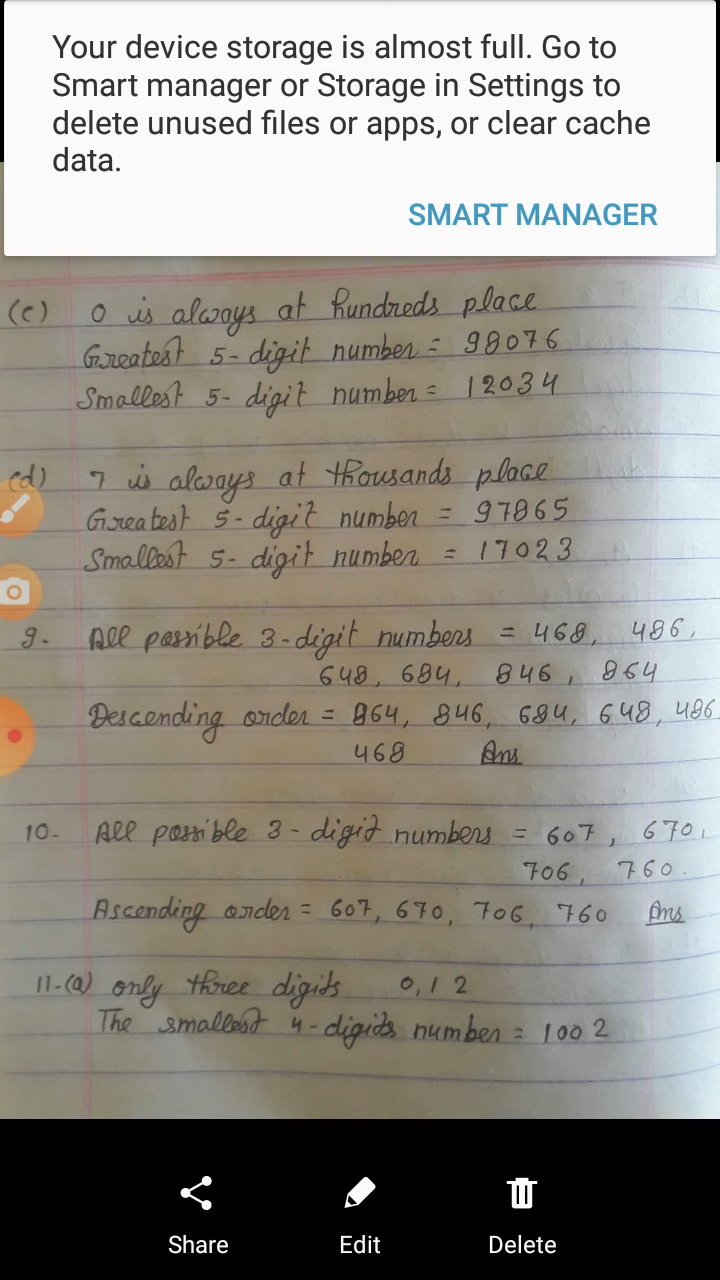 Your device storage is almost full. Go to
Smart manager or Storage in Settings to
delete unused files or apps, or clear cache
data.
SMART MANAGER
(c) 0 is always at hundreds place
Greatest 5-digit number = 98076
Smallest 5-digit number = 12034
(d) 7 is always at thousands place
Greatest 5-digit number = 97865
Smallest 5-digit number = 17023
9. All possible 3-digit numbers = 468, 486,
648, 684, 846, 864
Descending order = 864, 846, 684, 648, 486
468 Ans
10- All possible 3-digit numbers = 607, 670,
706, 760.
Ascending order = 607, 670, 706, 760 Ans
11-(a) only three digits 0,1 2
The smallest 4-digits number = 1002
Share Edit Delete